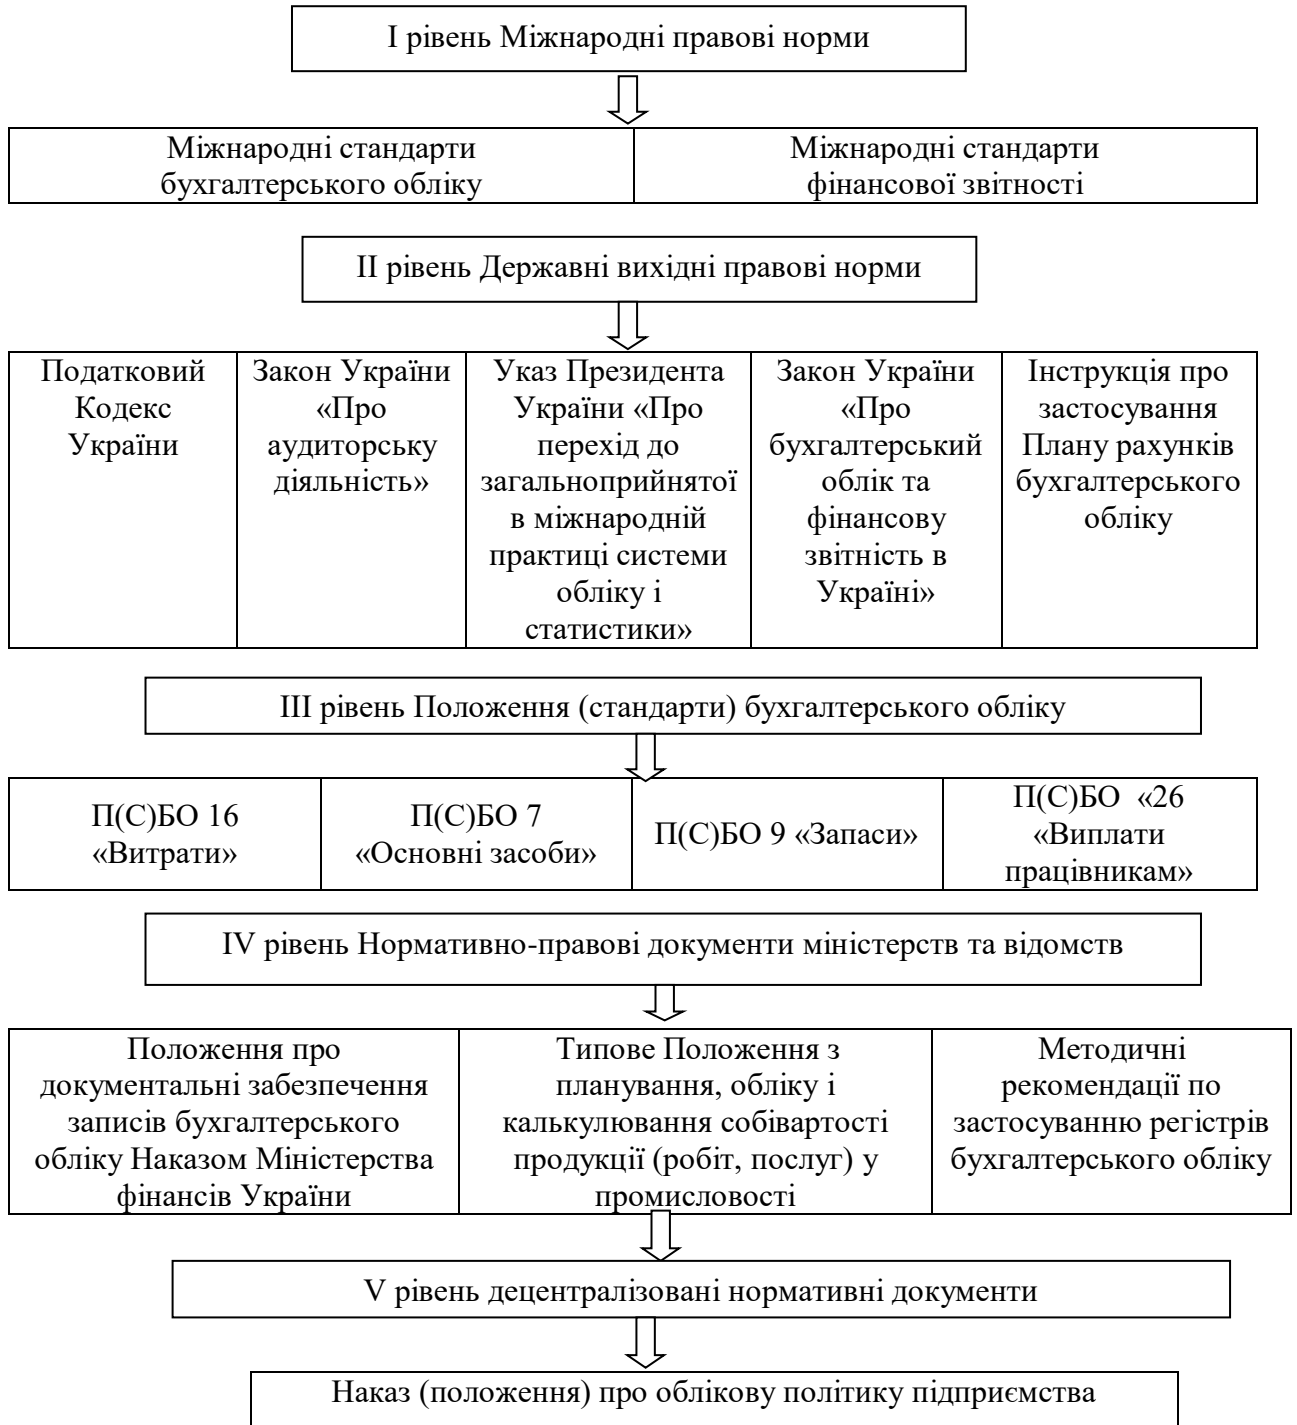 І рівень Міжнародні правові норми
Міжнародні стандарти
бухгалтерського обліку
Міжнародні стандарти
фінансової звітності
ІІ рівень Державні вихідні правові норми
Податковий
Кодекс
України
Закон України
«Про
аудиторську
діяльність»
Указ Президента
України «Про
перехід до
загальноприйнятої
в міжнародній
практиці системи
обліку і
статистики»
Закон України
«Про
бухгалтерський
облік та
фінансову
звітність в
Україні»
Інструкція про
застосування
Плану рахунків
бухгалтерського
обліку
ІІІ рівень Положення (стандарти) бухгалтерського обліку
П(С)БО 16
«Витрати»
П(С)БО 7
«Основні засоби»
П(С)БО 9 «Запаси»
П(С)БО «26
«Виплати
працівникам»
IV рівень Нормативно-правові документи міністерств та відомств
Положення про
документальні забезпечення
записів бухгалтерського
обліку Наказом Міністерства
фінансів України
Типове Положення з
планування, обліку і
калькулювання собівартості
продукції (робіт, послуг) у
промисловості
Методичні
рекомендації по
застосуванню регістрів
бухгалтерського обліку
V рівень децентралізовані нормативні документи
Наказ (положення) про облікову політику підприємства